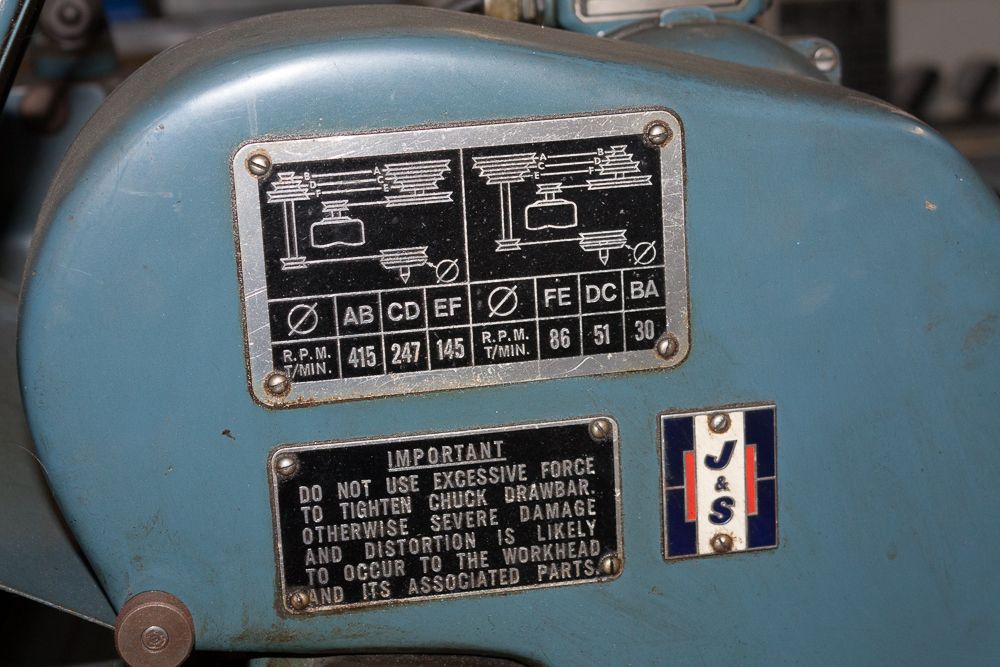 B D F A C E
A C E B D F
Ø AB CD EF Ø FE DC BA
R.P.M. T/MIN. 415 247 145 R.P.M. T/MIN. 86 51 30
IMPORTANT
DO NOT USE EXCESSIVE FORCE
TO TIGHTEN CHUCK DRAWBAR,
OTHERWISE SEVERE DAMAGE
AND DISTORTION IS LIKELY
TO OCCUR TO THE WORKHEAD
AND ITS ASSOCIATED PARTS.
J
&
S